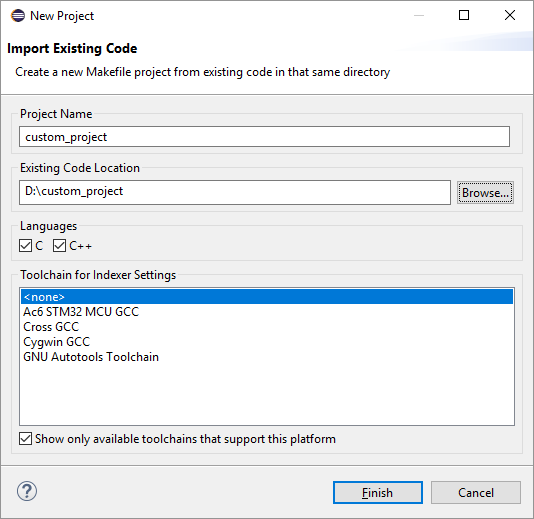 New Project
Import Existing Code
Create a new Makefile project from existing code in that same directory
Project Name
custom_project
Existing Code Location
D:\custom_project
Browse...
Languages
C C++
Toolchain for Indexer Settings
<none>
Ac6 STM32 MCU GCC
Cross GCC
Cygwin GCC
GNU Autotools Toolchain
Show only available toolchains that support this platform
? Finish Cancel